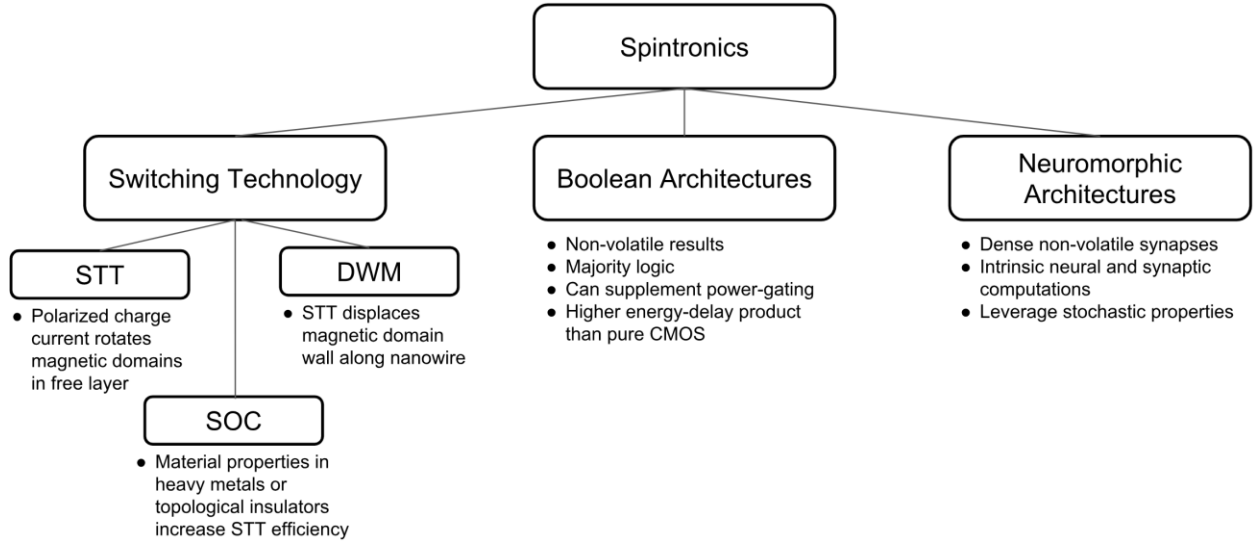 Spintronics
Switching Technology
Boolean Architectures
Neuromorphic
Architectures
STT
● Polarized charge
current rotates
magnetic domains
in free layer
DWM
● STT displaces
magnetic domain
wall along nanowire
SOC
● Material properties in
heavy metals or
topological insulators
increase STT efficiency
● Non-volatile results
● Majority logic
● Can supplement power-gating
● Higher energy-delay product
than pure CMOS
● Dense non-volatile synapses
● Intrinsic neural and synaptic
computations
● Leverage stochastic properties